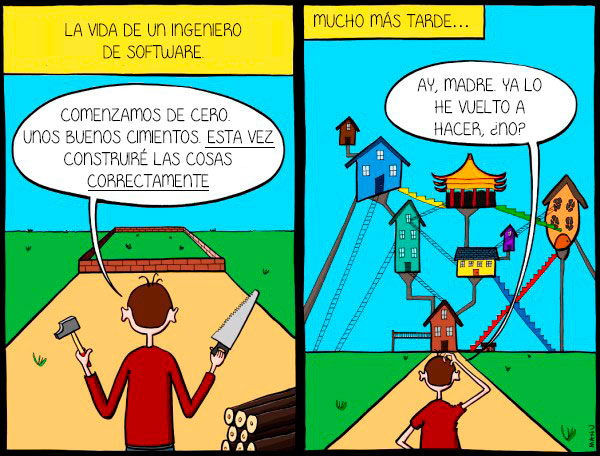 LA VIDA DE UN INGENIERO
DE SOFTWARE.
COMENZAMOS DE CERO.
UNOS BUENOS CIMIENTOS. ESTA VEZ
CONSTRUIRÉ LAS COSAS
CORRECTAMENTE
MUCHO MÁS TARDE...
AY, MADRE. YA LO
HE VUELTO A
HACER, ¿NO?
MANU